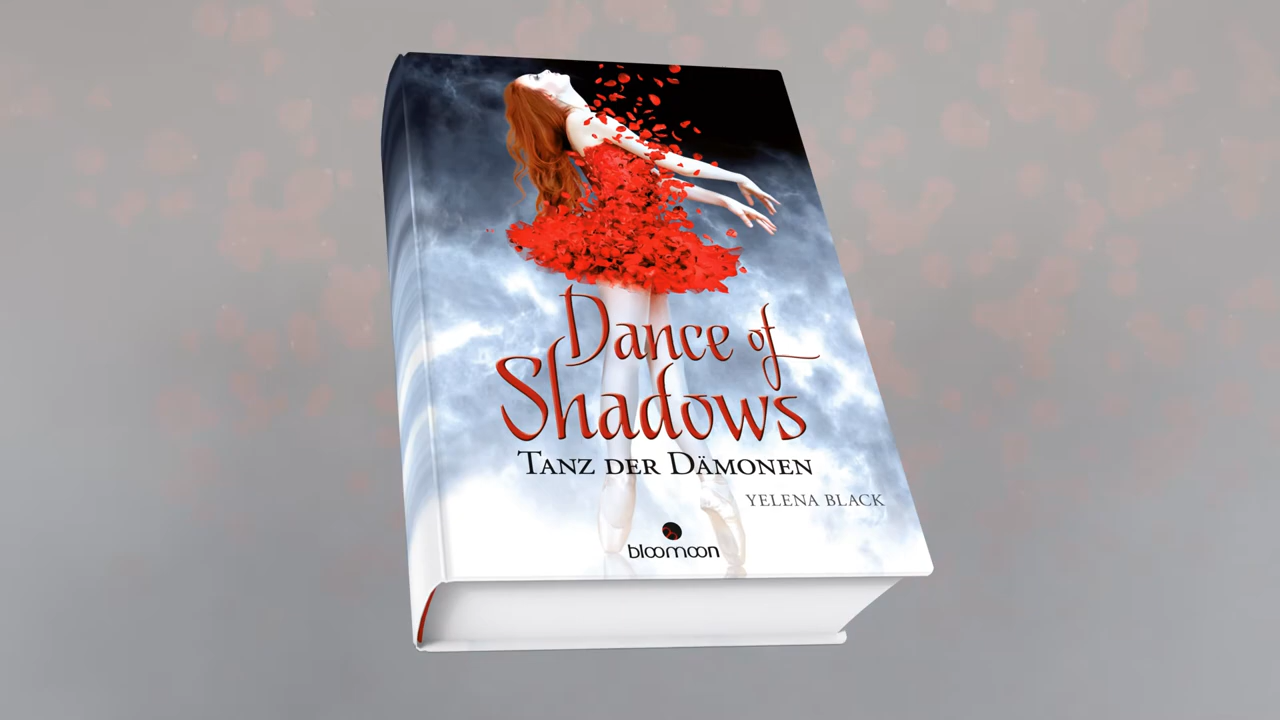 Dance of
Shadows
Tanz der Dämonen
YELENA BLACK
bloomoon